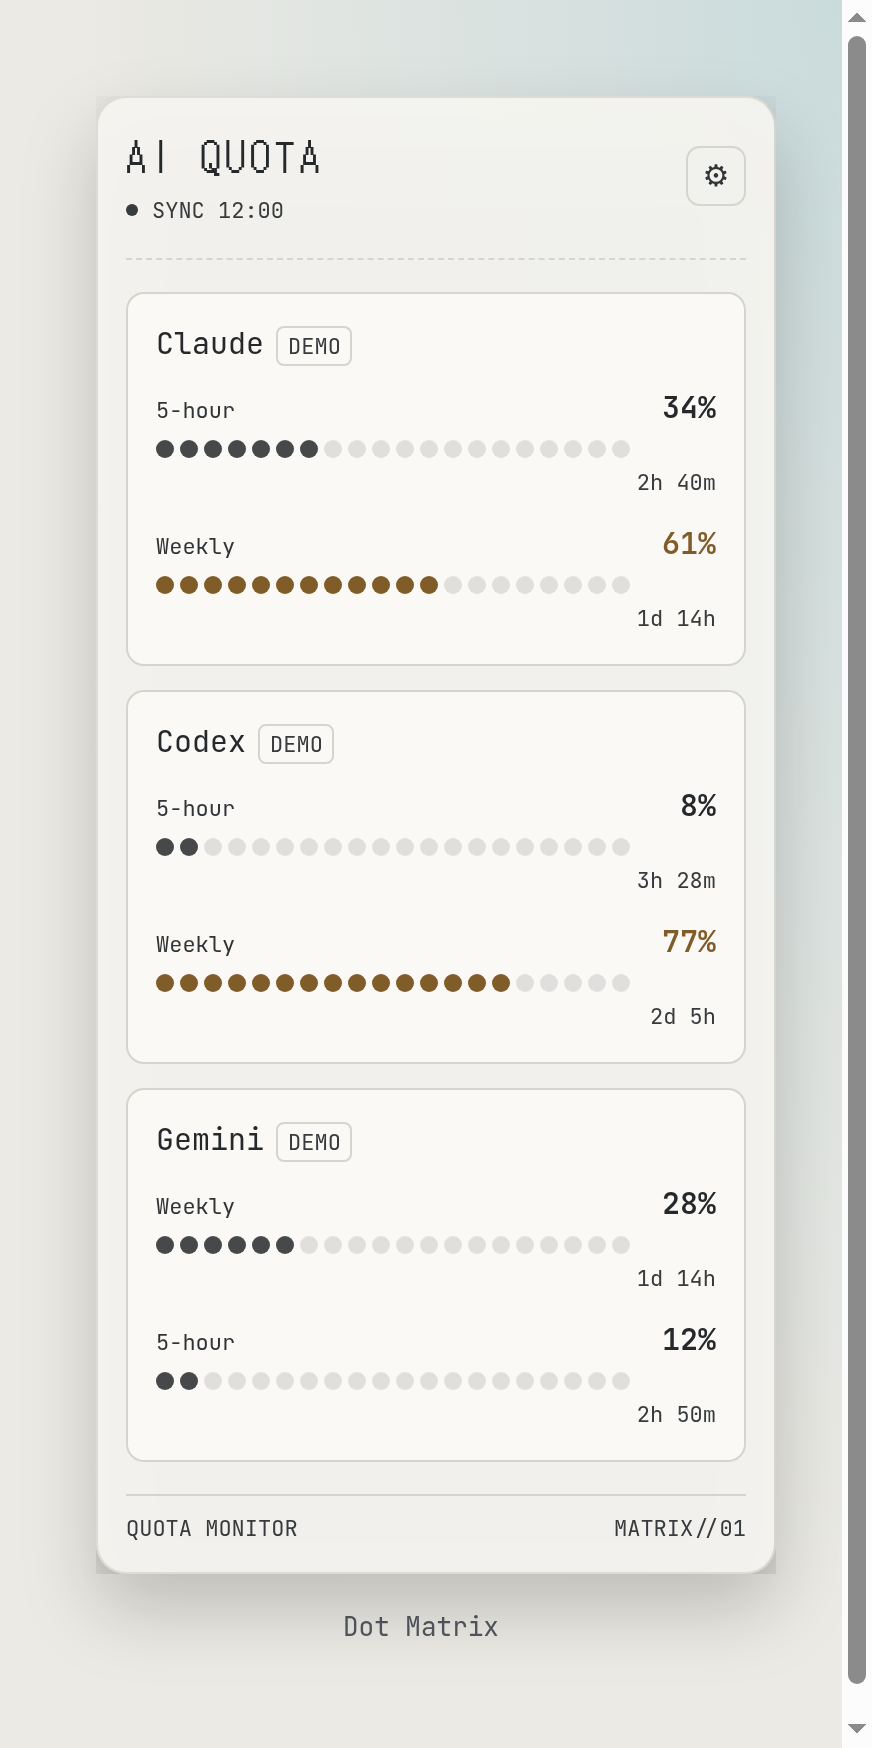 AI QUOTA
SYNC 12:00
Claude DEMO
5-hour 34%
2h 40m
Weekly 61%
1d 14h
Codex DEMO
5-hour 8%
3h 28m
Weekly 77%
2d 5h
Gemini DEMO
Weekly 28%
1d 14h
5-hour 12%
2h 50m
QUOTA MONITOR MATRIX//01
Dot Matrix